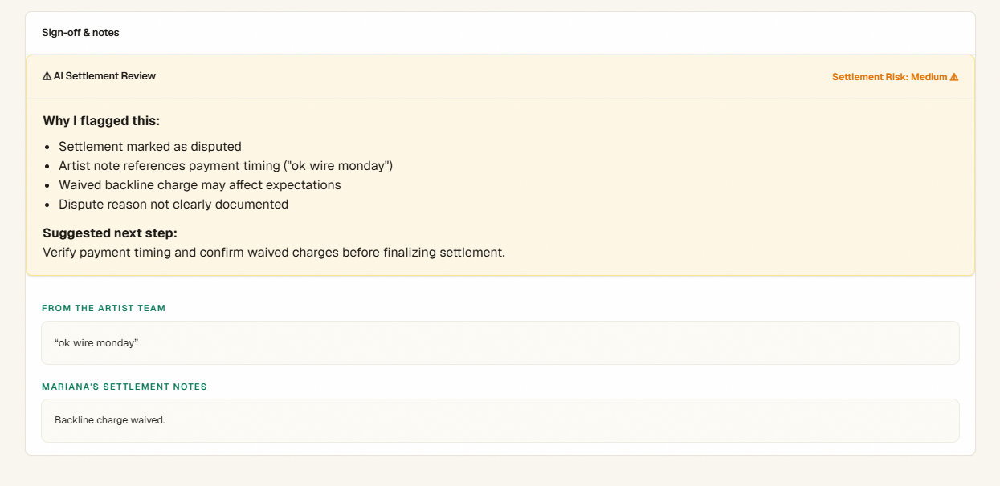 Sign-off & notes
⚠ AI Settlement Review
Settlement Risk: Medium ⚠
Why I flagged this:
• Settlement marked as disputed
• Artist note references payment timing ("ok wire monday")
• Waived backline charge may affect expectations
• Dispute reason not clearly documented
Suggested next step:
Verify payment timing and confirm waived charges before finalizing settlement.
FROM THE ARTIST TEAM
“ok wire monday”
MARIANA'S SETTLEMENT NOTES
Backline charge waived.